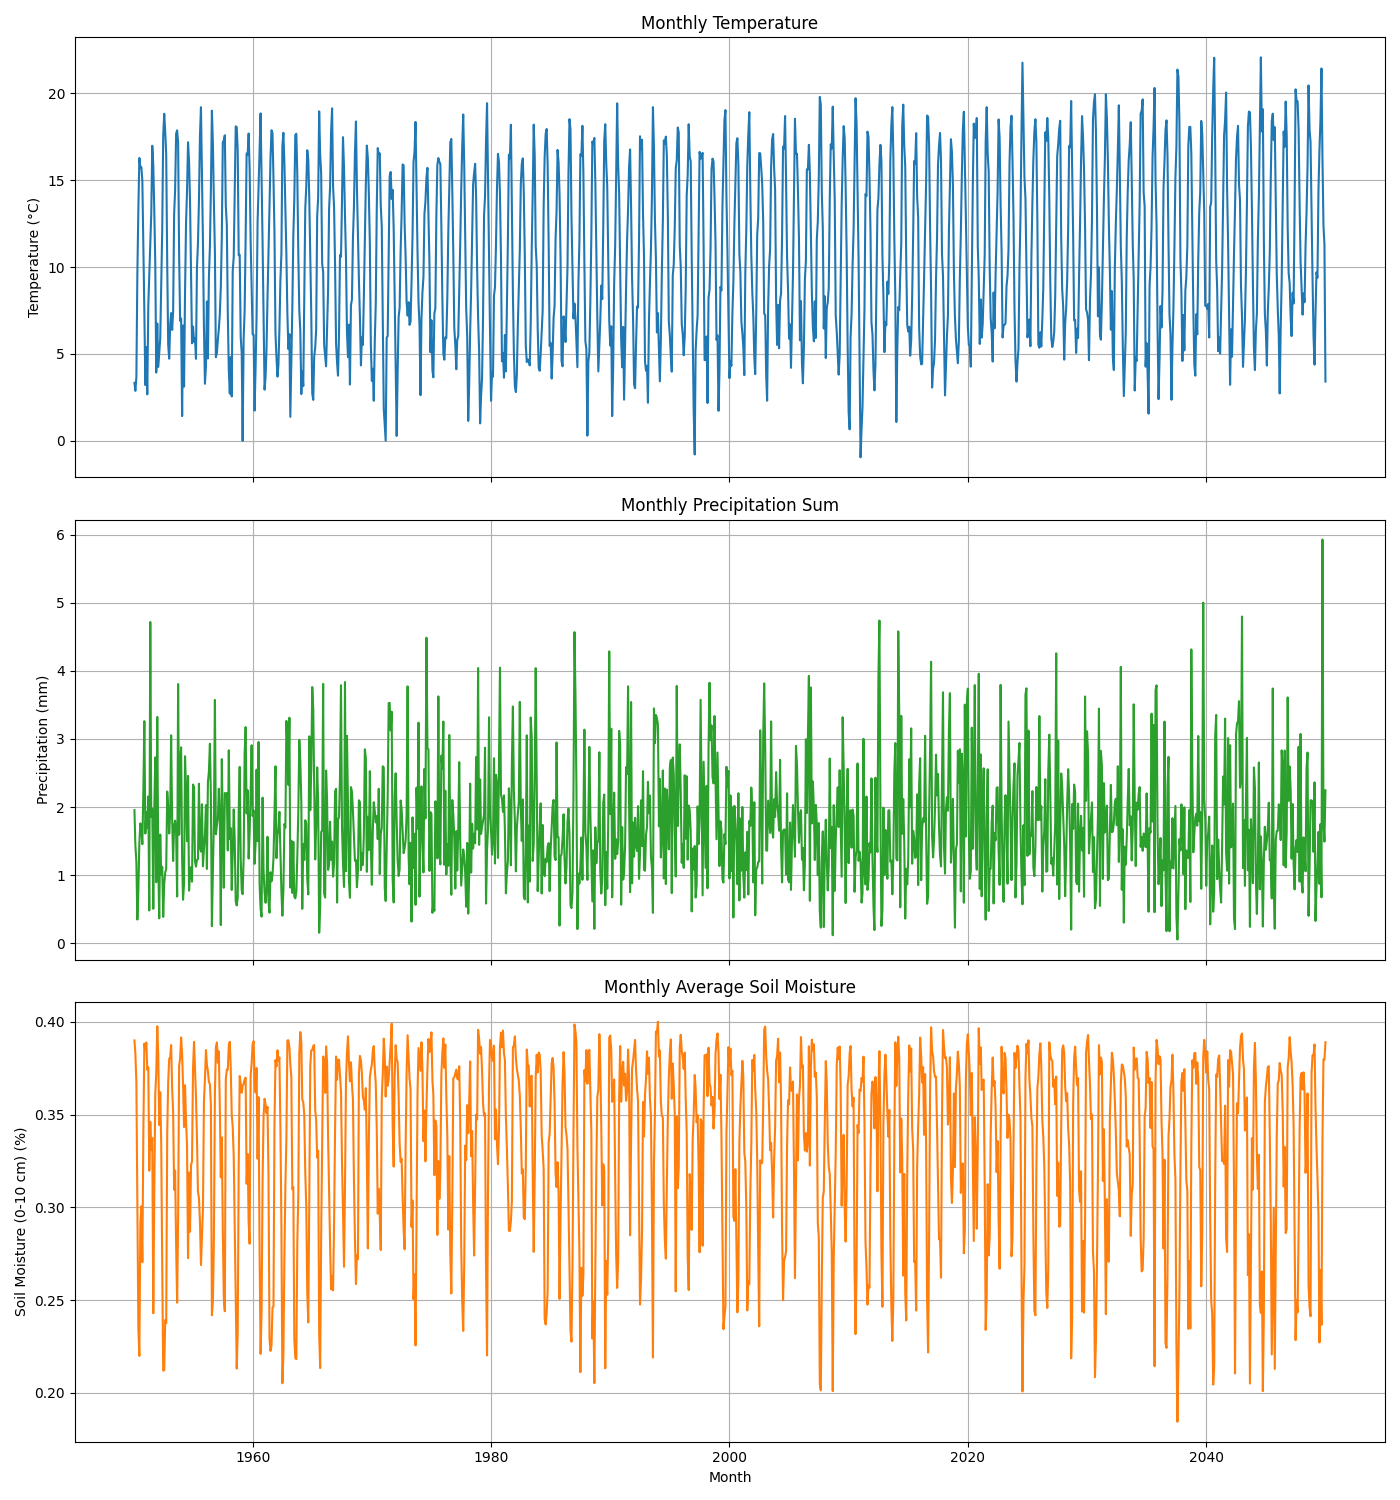 Monthly Temperature
Temperature (°C)
20
15
10
5
0
Monthly Precipitation Sum
Precipitation (mm)
6
5
4
3
2
1
0
Monthly Average Soil Moisture
Soil Moisture (0-10 cm) (%)
0.40
0.35
0.30
0.25
0.20
1960 1980 2000 2020 2040
Month